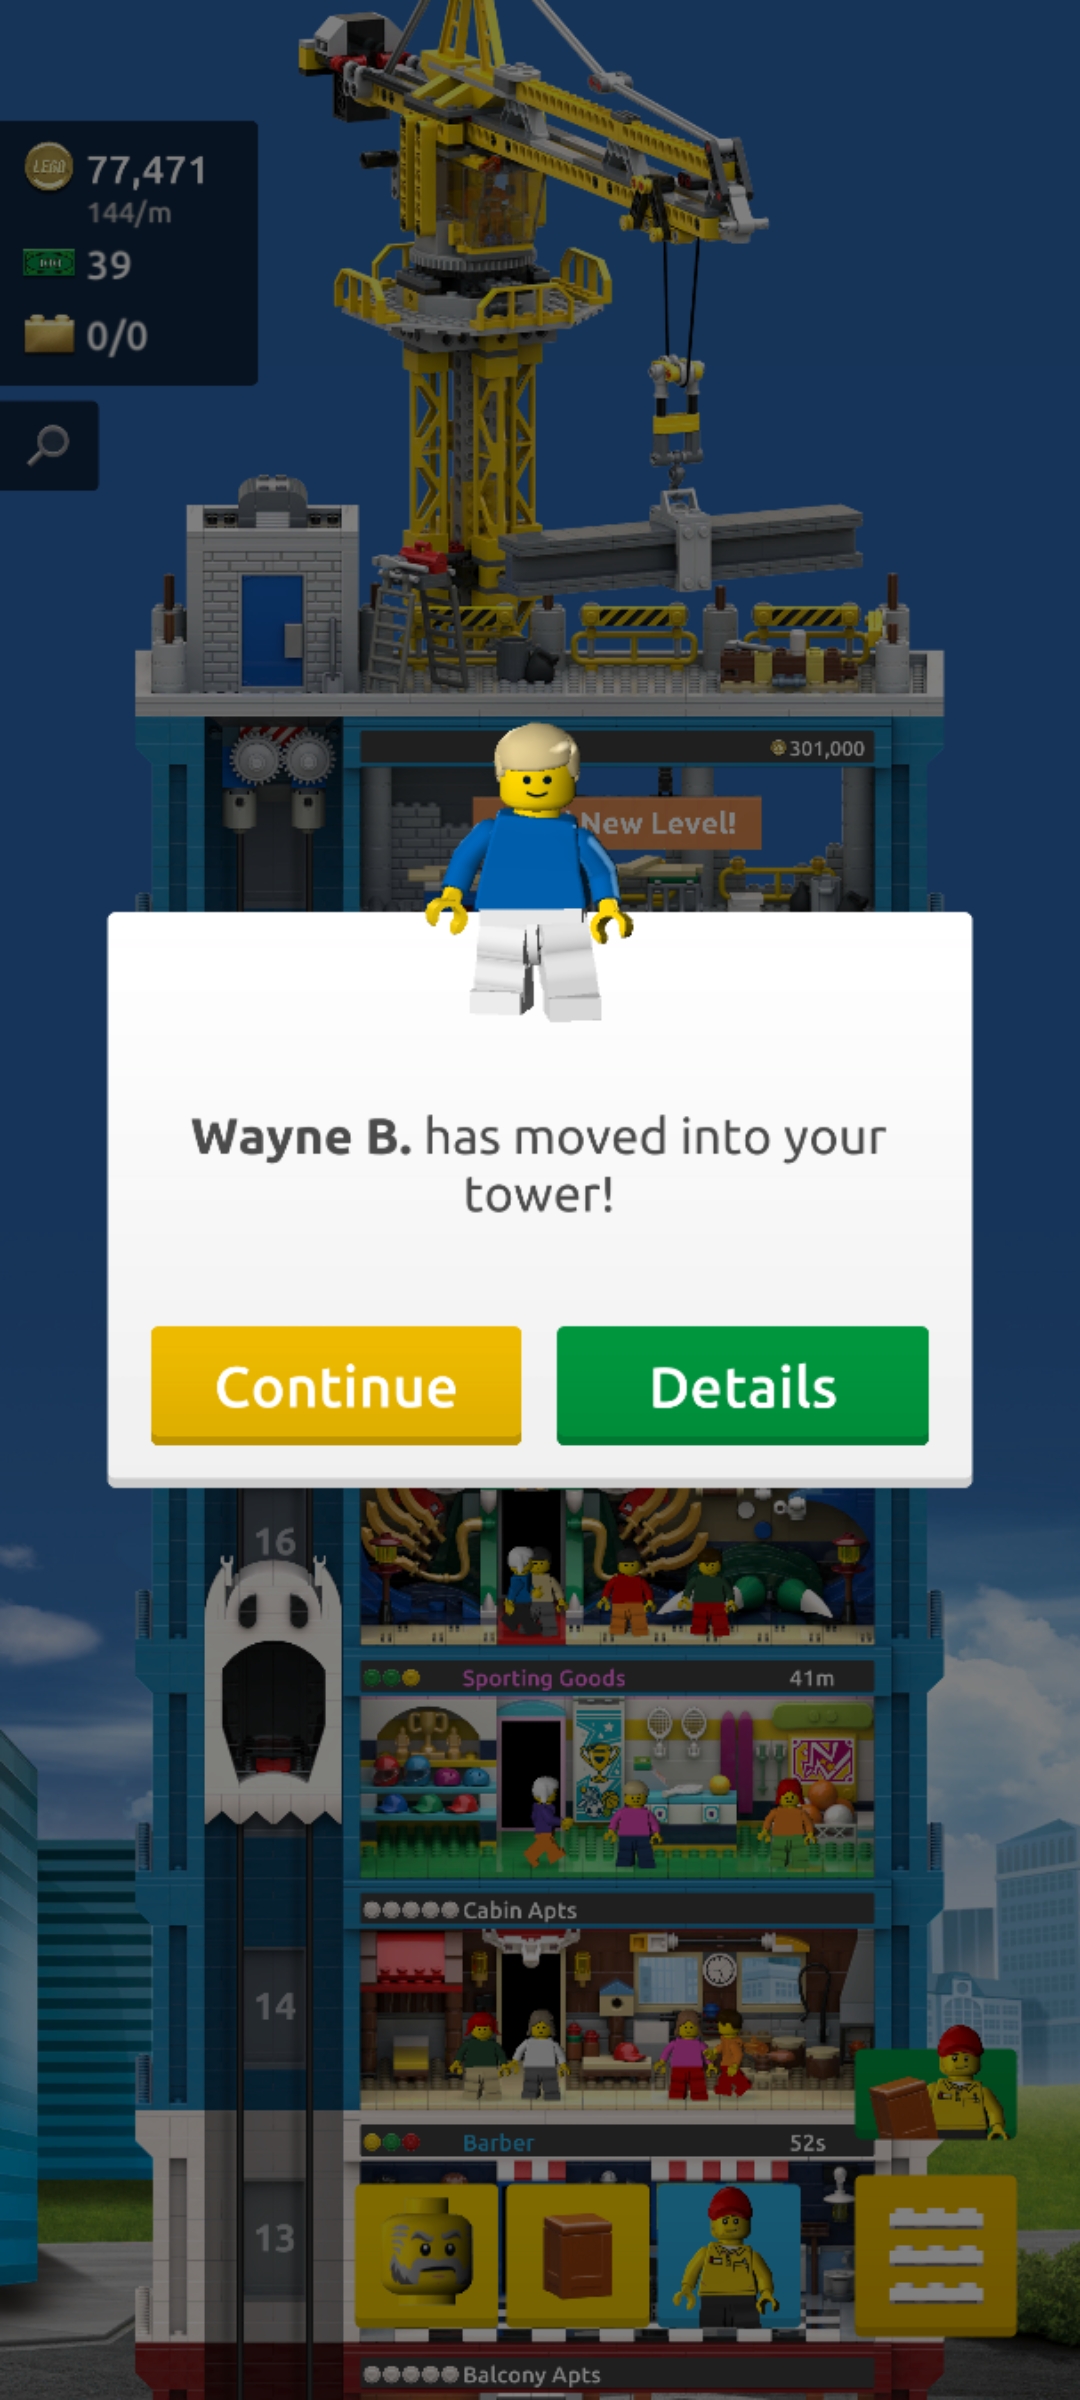 LEGO
77,471
144/m
39
0/0
301,000
New Level!
Wayne B. has moved into your
tower!
Continue
Details
16
Sporting Goods
41m
Cabin Apts
14
Barber
52s
13
Balcony Apts